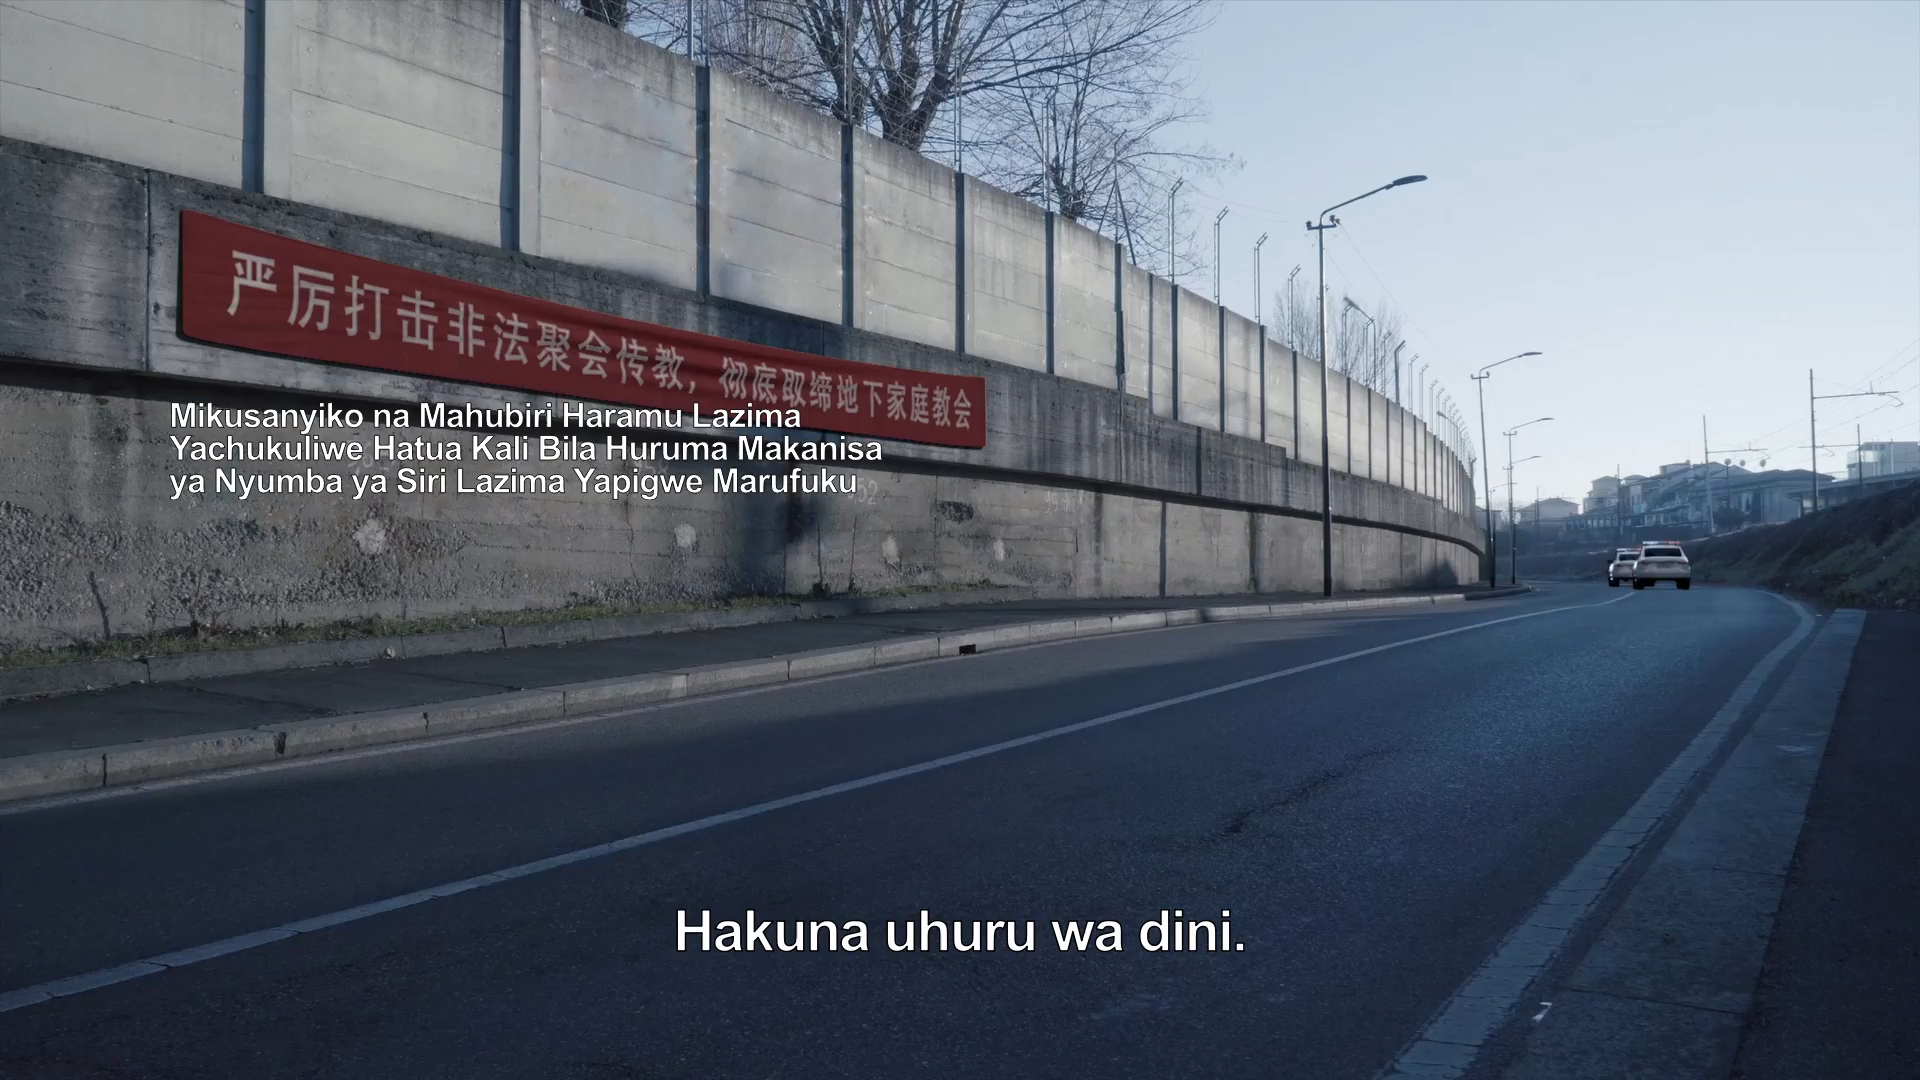 严厉打击非法聚会传教，彻底取缔地下家庭教会
Mikusanyiko na Mahubiri Haramu Lazima
Yachukuliwe Hatua Kali Bila Huruma Makanisa
ya Nyumba ya Siri Lazima Yapigwe Marufuku
Hakuna uhuru wa dini.